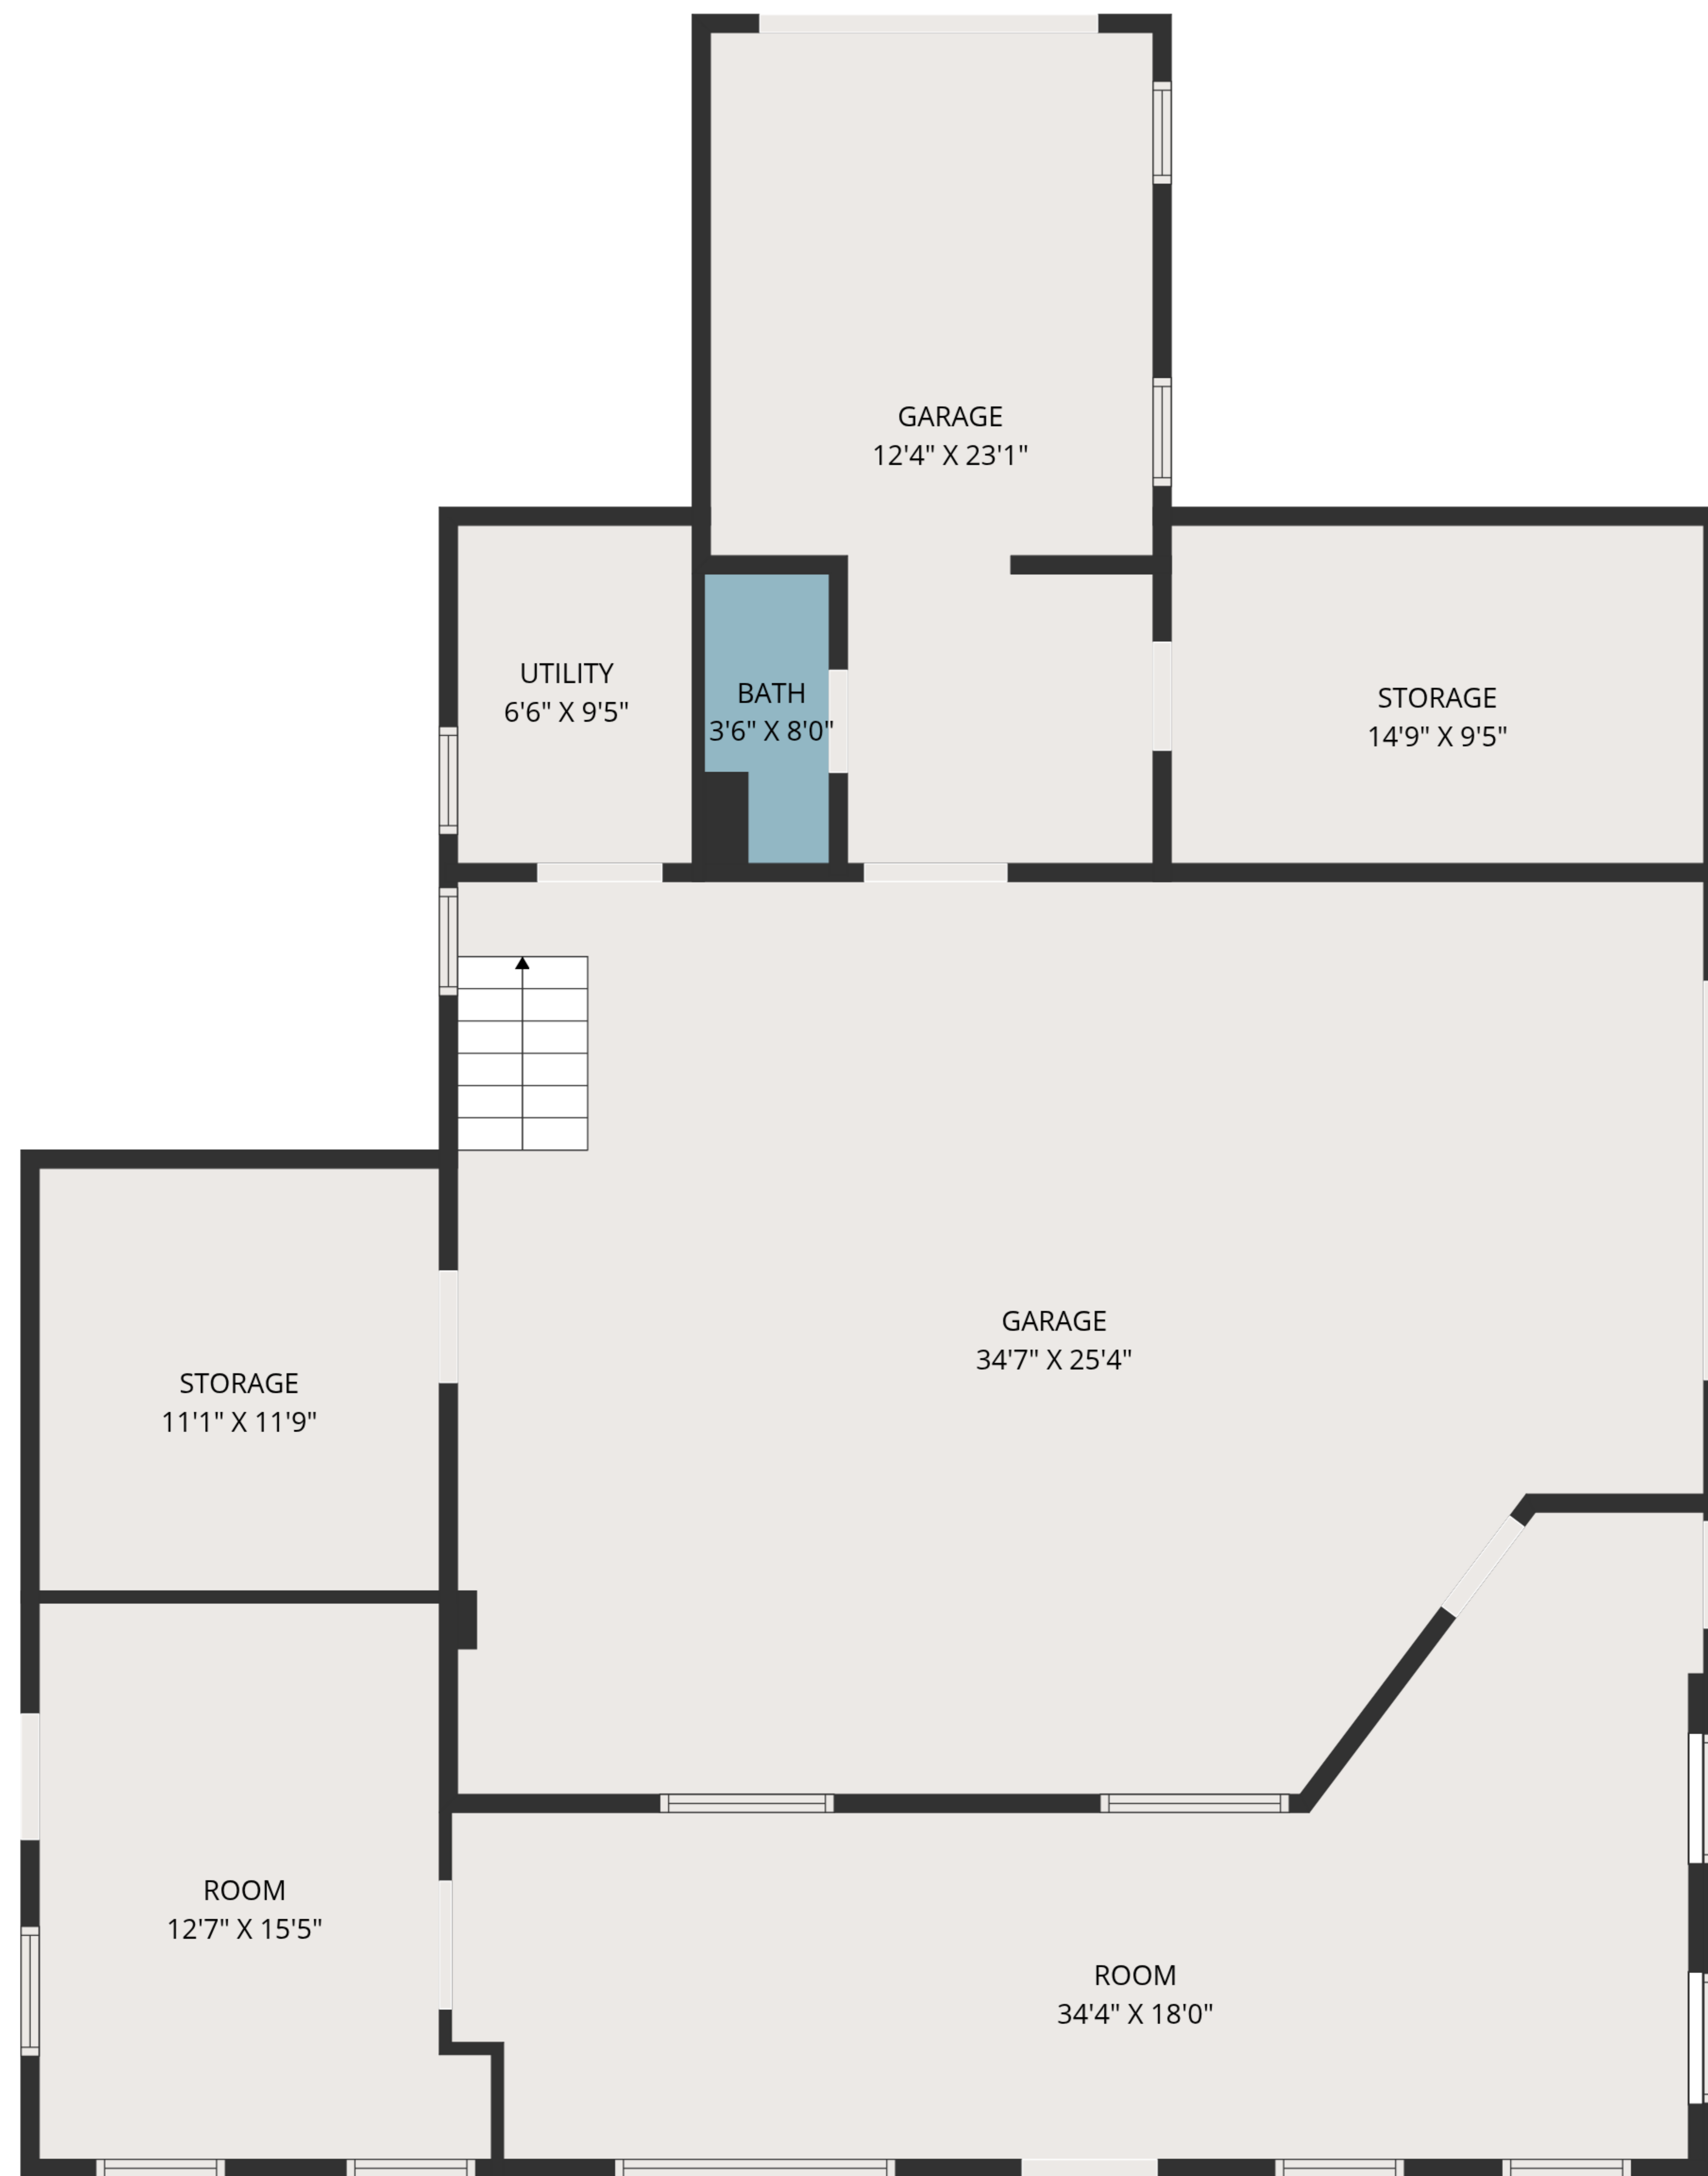 GARAGE
12'4" X 23'1"
UTILITY
6'6" X 9'5"
BATH
3'6" X 8'0"
STORAGE
14'9" X 9'5"
GARAGE
34'7" X 25'4"
STORAGE
11'1" X 11'9"
ROOM
12'7" X 15'5"
ROOM
34'4" X 18'0"